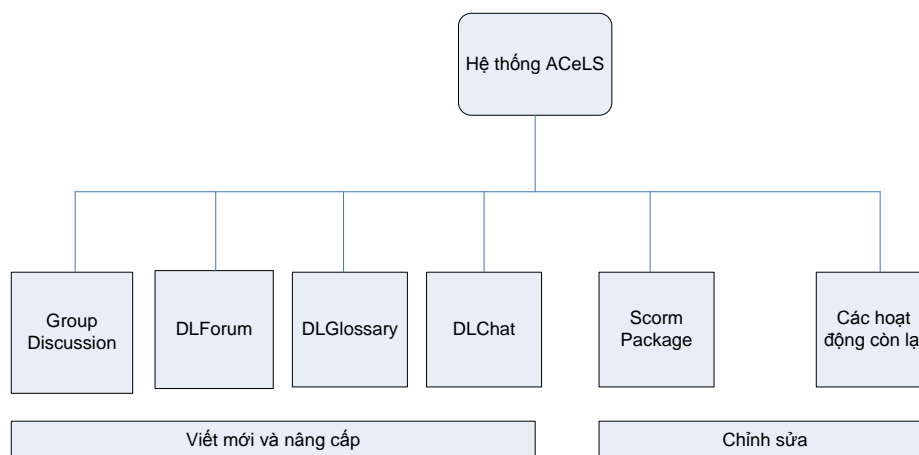 Hệ thống ACeLS
Group
Discussion
DLForum
DLGlossary
DLChat
Scorm
Package
Các hoạt
động còn lạ
Viết mới và nâng cấp
Chỉnh sửa